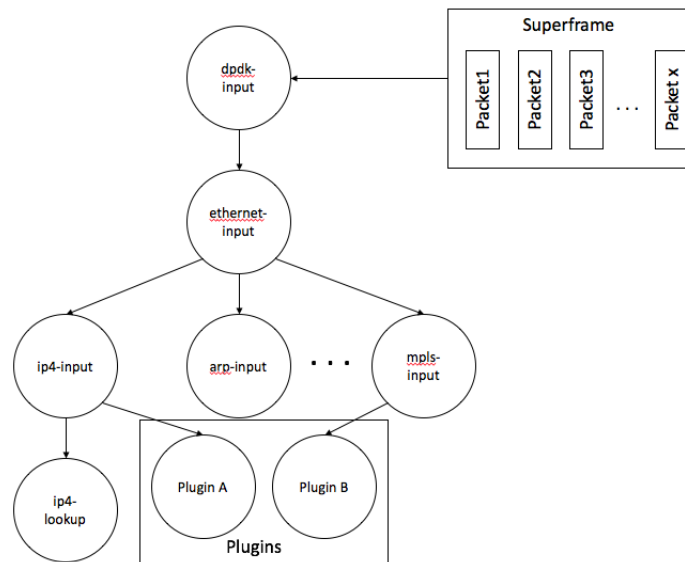 Superframe
Packet1
Packet2
Packet3
. . .
Packet x
dpdk-
input
ethernet-
input
ip4-input
arp-input
. . .
mpls-
input
ip4-
lookup
Plugin A
Plugin B
Plugins